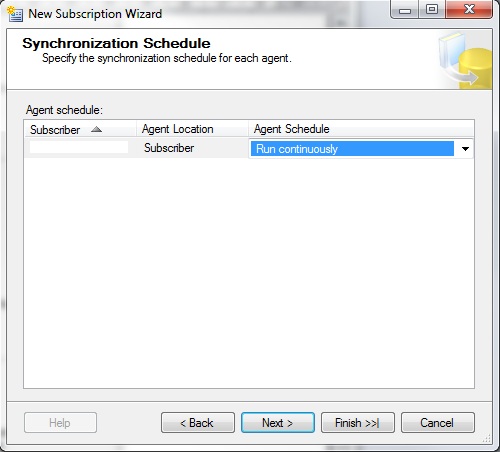 New Subscription Wizard
Synchronization Schedule
Specify the synchronization schedule for each agent.
Agent schedule:
Subscriber Agent Location Agent Schedule
Subscriber Run continuously
Help < Back Next > Finish >>| Cancel